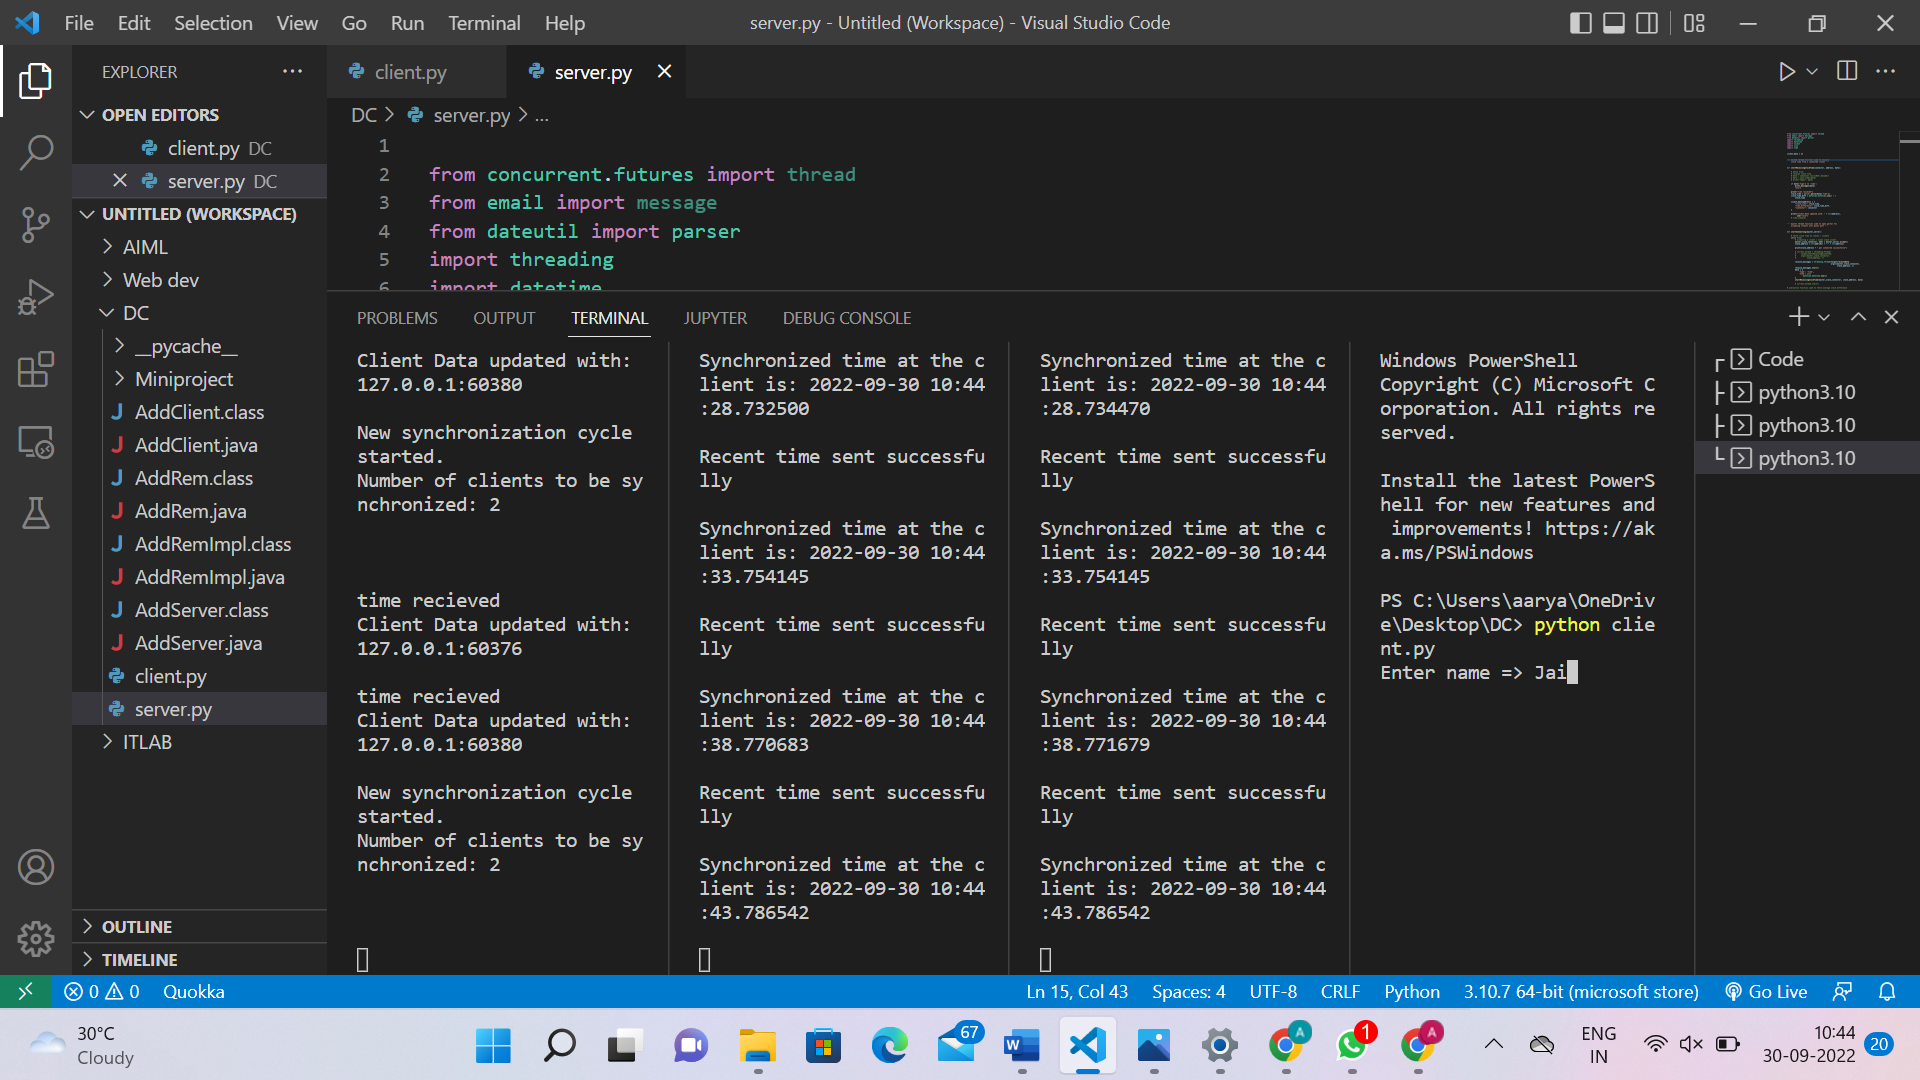 File Edit Selection View Go Run Terminal Help
server.py - Untitled (Workspace) - Visual Studio Code
EXPLORER
OPEN EDITORS
client.py DC
server.py DC
UNTITLED (WORKSPACE)
AIML
Web dev
DC
__pycache__
Miniproject
AddClient.class
AddClient.java
AddRem.class
AddRem.java
AddRemImpl.class
AddRemImpl.java
AddServer.class
AddServer.java
client.py
server.py
ITLAB
OUTLINE
TIMELINE
client.py
server.py
DC > server.py > ...
1
2 from concurrent.futures import thread
3 from email import message
4 from dateutil import parser
5 import threading
6 import datetime
PROBLEMS OUTPUT TERMINAL JUPYTER DEBUG CONSOLE
Client Data updated with:
127.0.0.1:60380
New synchronization cycle
started.
Number of clients to be sy
nchronized: 2
time recieved
Client Data updated with:
127.0.0.1:60376
time recieved
Client Data updated with:
127.0.0.1:60380
New synchronization cycle
started.
Number of clients to be sy
nchronized: 2
Synchronized time at the c
lient is: 2022-09-30 10:44
:28.732500
Recent time sent successfu
lly
Synchronized time at the c
lient is: 2022-09-30 10:44
:33.754145
Recent time sent successfu
lly
Synchronized time at the c
lient is: 2022-09-30 10:44
:38.770683
Recent time sent successfu
lly
Synchronized time at the c
lient is: 2022-09-30 10:44
:43.786542
Synchronized time at the c
lient is: 2022-09-30 10:44
:28.734470
Recent time sent successfu
lly
Synchronized time at the c
lient is: 2022-09-30 10:44
:33.754145
Recent time sent successfu
lly
Synchronized time at the c
lient is: 2022-09-30 10:44
:38.771679
Recent time sent successfu
lly
Synchronized time at the c
lient is: 2022-09-30 10:44
:43.786542
Windows PowerShell
Copyright (C) Microsoft C
orporation. All rights re
served.
Install the latest PowerS
hell for new features and
improvements! https://ak
a.ms/PSWindows
PS C:\Users\aarya\OneDriv
e\Desktop\DC> python clie
nt.py
Enter name => Jai
Code
python3.10
python3.10
python3.10
0 0 Quokka
Ln 15, Col 43 Spaces: 4 UTF-8 CRLF Python 3.10.7 64-bit (microsoft store) Go Live
30°C
Cloudy
67
W
A
1
A
ENG
IN
10:44
30-09-2022
20